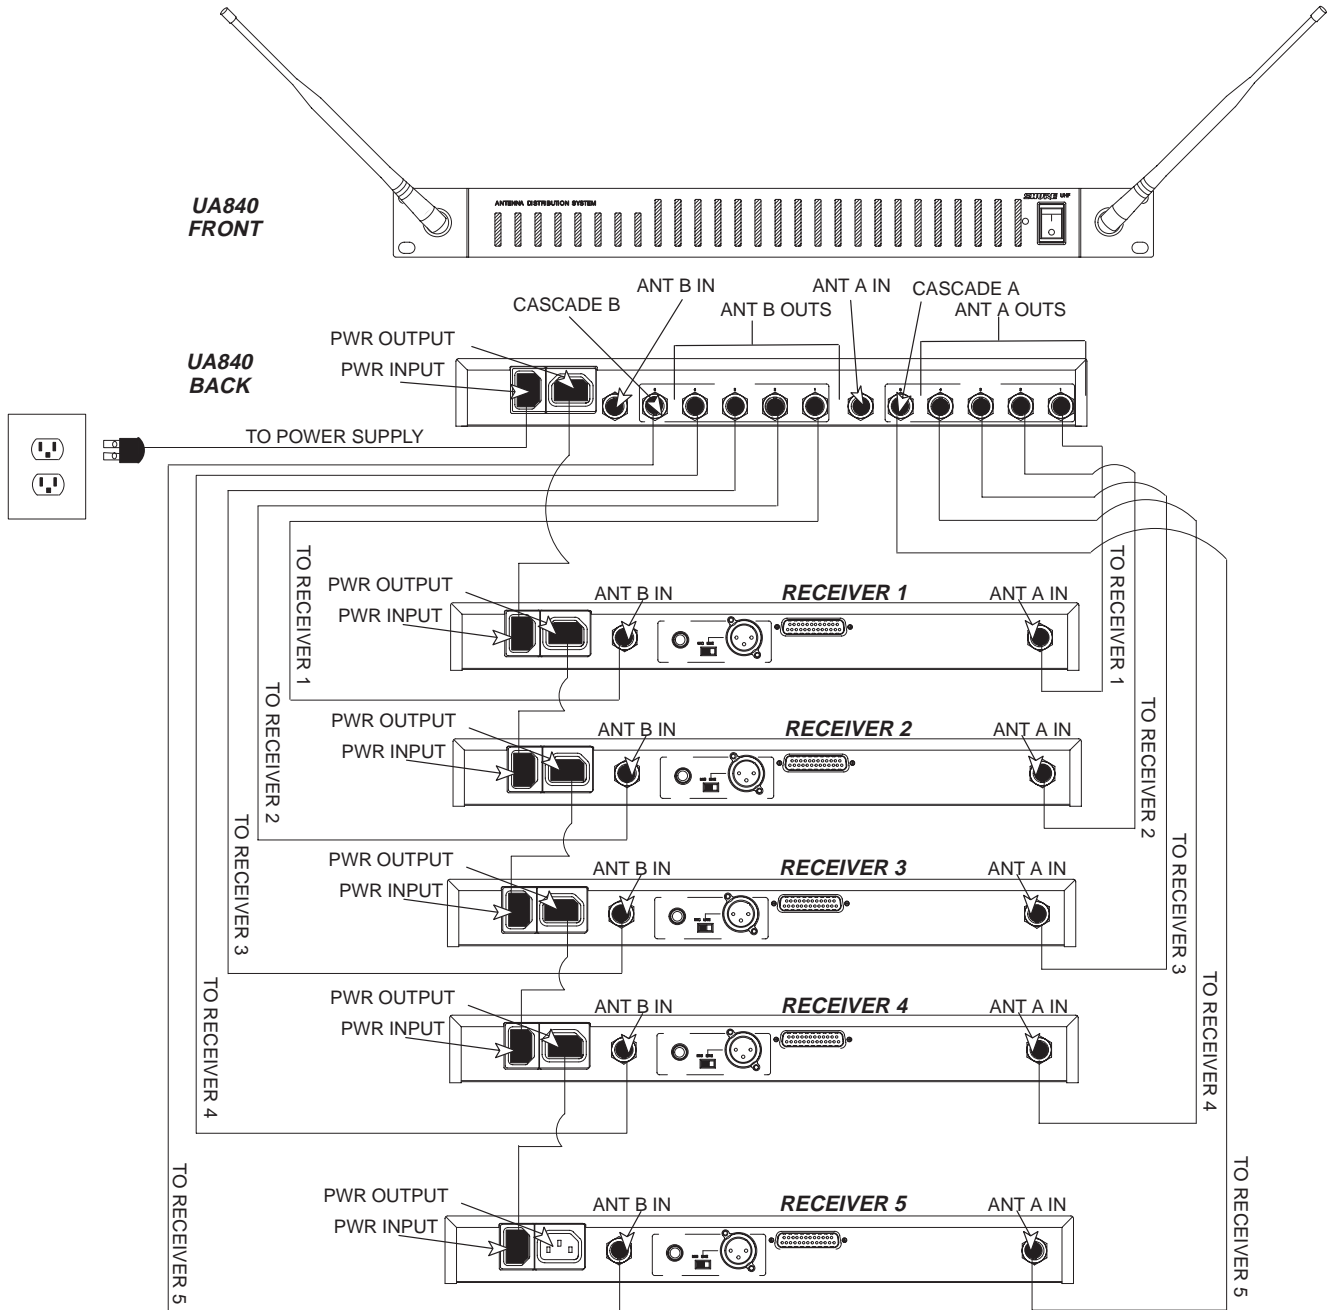 UA840
FRONT
ANTENNA DISTRIBUTION SYSTEM
SHURE UHF
ANT B IN
ANT A IN
CASCADE A
CASCADE B
ANT B OUTS
ANT A OUTS
PWR OUTPUT
PWR INPUT
UA840
BACK
TO POWER SUPPLY
TO RECEIVER 1
PWR OUTPUT
PWR INPUT
ANT B IN
RECEIVER 1
ANT A IN
TO RECEIVER 1
TO RECEIVER 2
PWR OUTPUT
PWR INPUT
ANT B IN
RECEIVER 2
ANT A IN
TO RECEIVER 2
TO RECEIVER 3
PWR OUTPUT
PWR INPUT
ANT B IN
RECEIVER 3
ANT A IN
TO RECEIVER 3
TO RECEIVER 4
PWR OUTPUT
PWR INPUT
ANT B IN
RECEIVER 4
ANT A IN
TO RECEIVER 4
TO RECEIVER 5
PWR OUTPUT
PWR INPUT
ANT B IN
RECEIVER 5
ANT A IN
TO RECEIVER 5